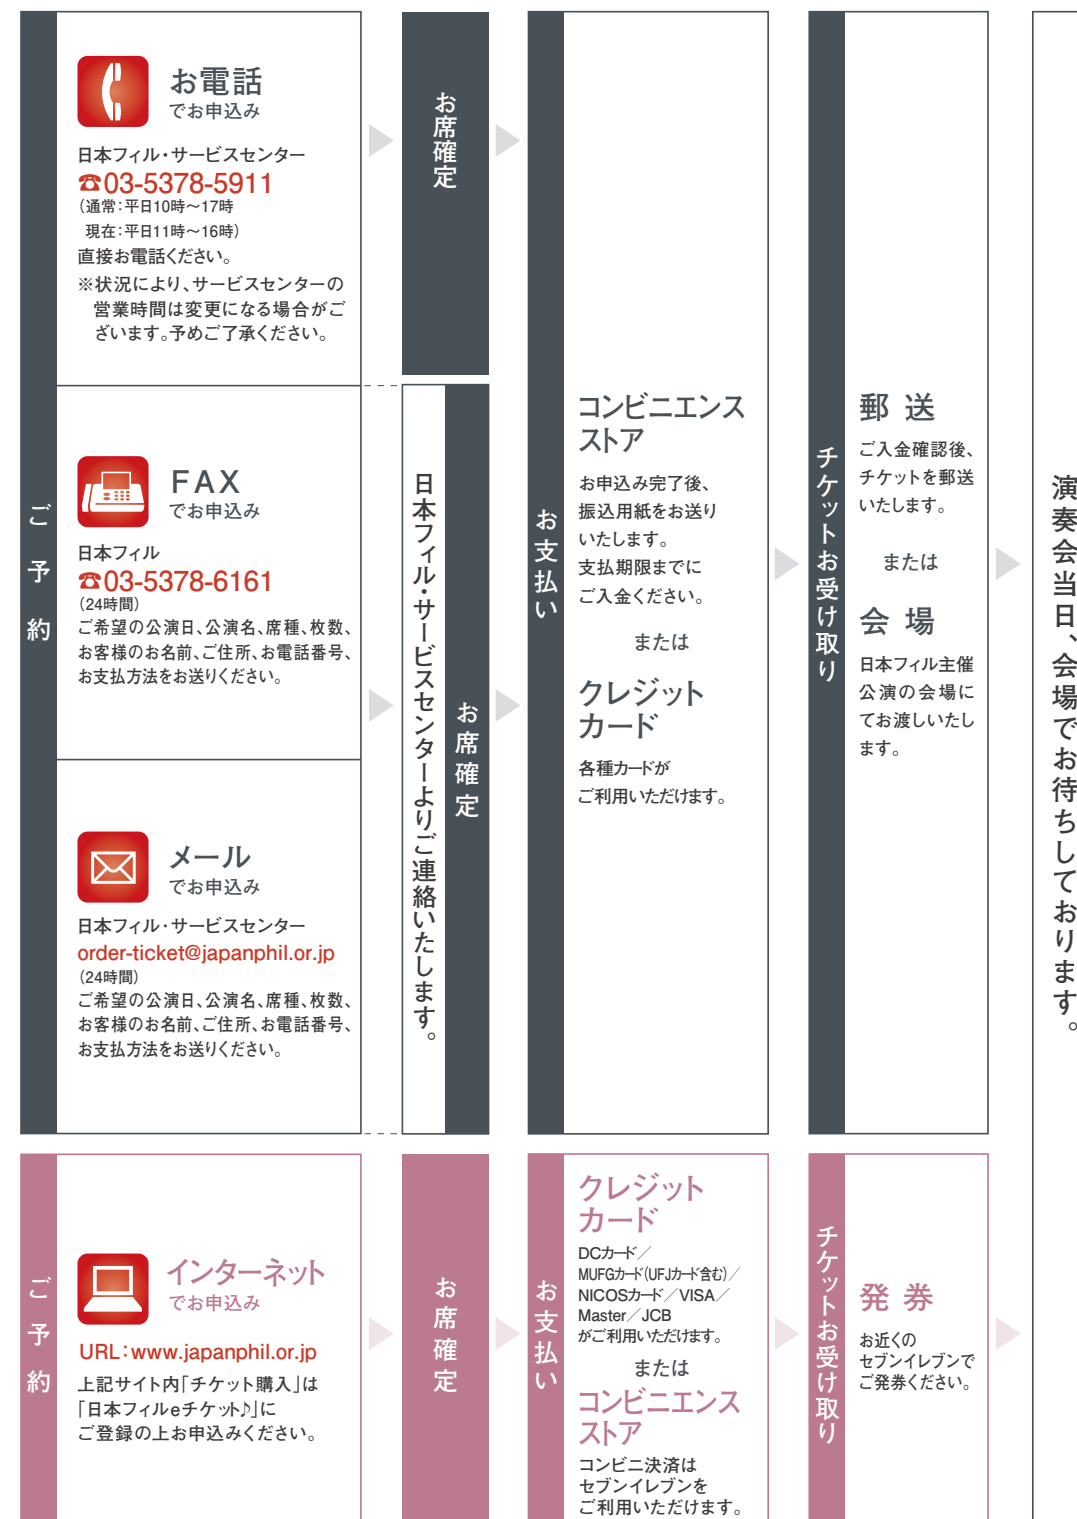 ご予約
お電話
でお申込み
日本フィル・サービスセンター
☎03-5378-5911
(通常:平日10時〜17時
現在:平日11時〜16時)
直接お電話ください。
※状況により、サービスセンターの
営業時間は変更になる場合がご
ざいます。予めご了承ください。
FAX
でお申込み
日本フィル
☎03-5378-6161
(24時間)
ご希望の公演日、公演名、席種、枚数、
お客様のお名前、ご住所、お電話番号、
お支払方法をお送りください。
メール
でお申込み
日本フィル・サービスセンター
order-ticket@japanphil.or.jp
(24時間)
ご希望の公演日、公演名、席種、枚数、
お客様のお名前、ご住所、お電話番号、
お支払方法をお送りください。
お席確定
日本フィル・サービスセンターよりご連絡いたします。
お席確定
お支払い
コンビニエンス
ストア
お申込み完了後、
振込用紙をお送り
いたします。
支払期限までに
ご入金ください。
または
クレジット
カード
各種カードが
ご利用いただけます。
チケットお受け取り
郵送
ご入金確認後、
チケットを郵送
いたします。
または
会場
日本フィル主催
公演の会場に
てお渡しいたし
ます。
演奏会当日、会場でお待ちしております。
ご予約
インターネット
でお申込み
URL:www.japanphil.or.jp
上記サイト内「チケット購入」は
「日本フィルeチケット♪」に
ご登録の上お申込みください。
お席確定
お支払い
クレジット
カード
DCカード/
MUFGカード(UFJカード含む)/
NICOSカード/VISA/
Master/JCB
がご利用いただけます。
または
コンビニエンス
ストア
コンビニ決済は
セブンイレブンを
ご利用いただけます。
チケットお受け取り
発券
お近くの
セブンイレブンで
ご発券ください。